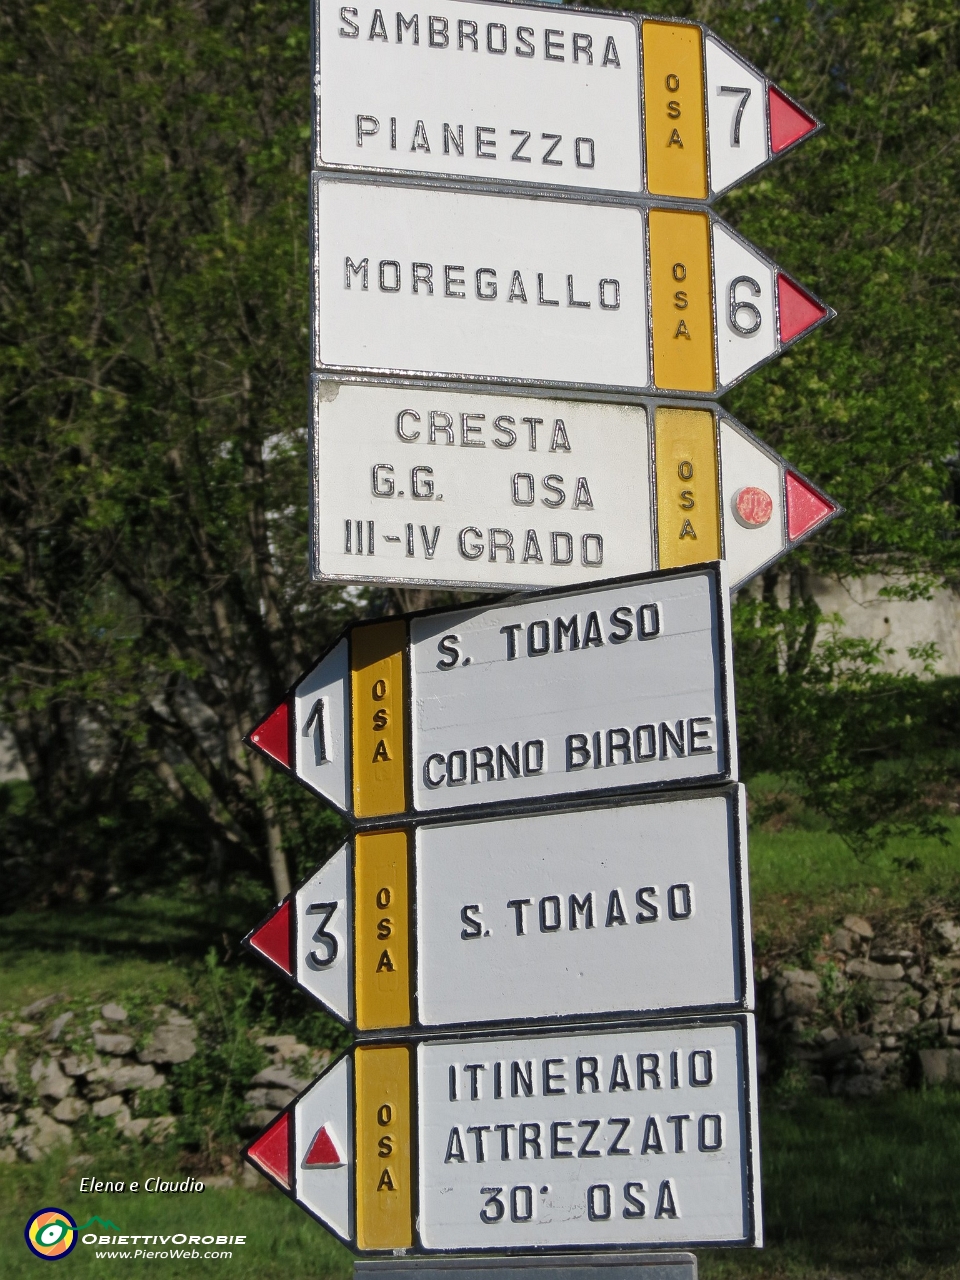 SAMBROSERA
PIANEZZO
OSA
7
MOREGALLO
OSA
6
CRESTA
G.G. OSA
III-IV GRADO
OSA
1
OSA
S. TOMASO
CORNO BIRONE
3
OSA
S. TOMASO
OSA
ITINERARIO
ATTREZZATO
30° OSA
Elena e Claudio
OBIETTIVOROBIE
www.PieroWeb.com